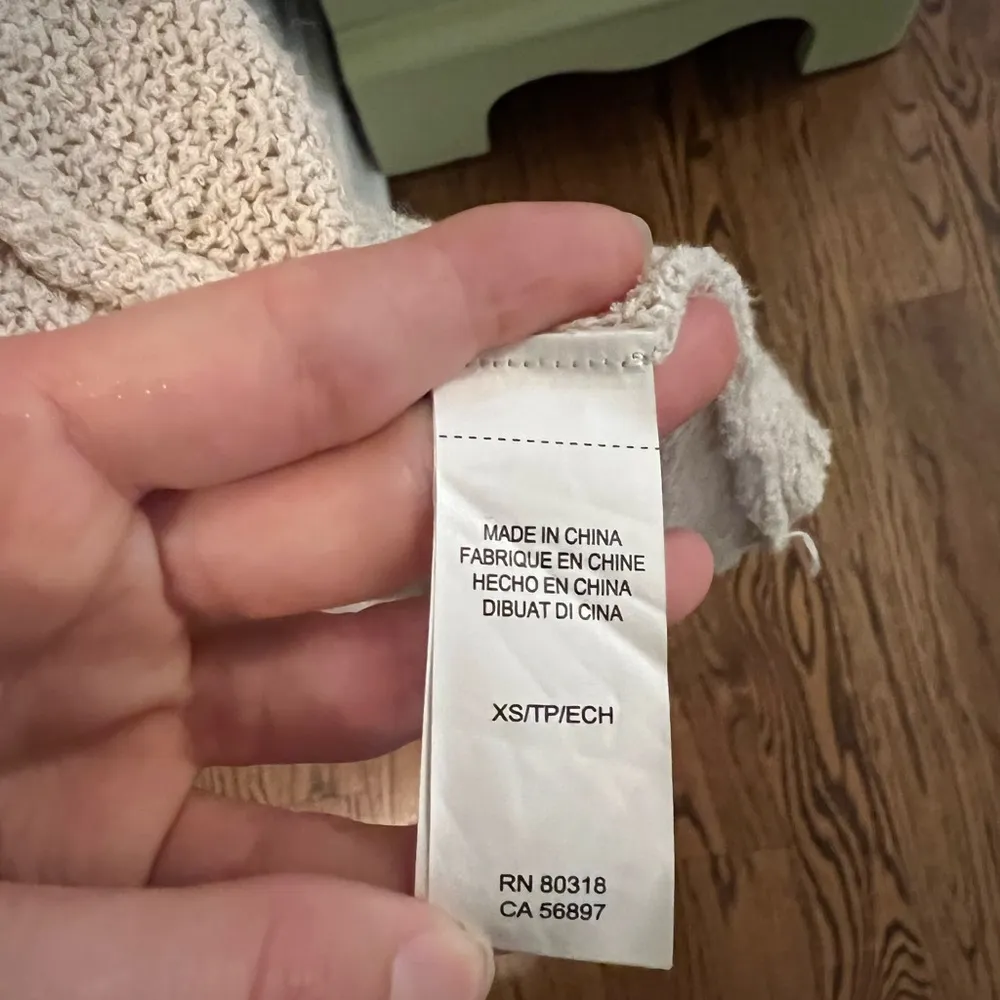 MADE IN CHINA
FABRIQUE EN CHINE
HECHO EN CHINA
DIBUAT DI CINA
XS/TP/ECH
RN 80318
CA 56897